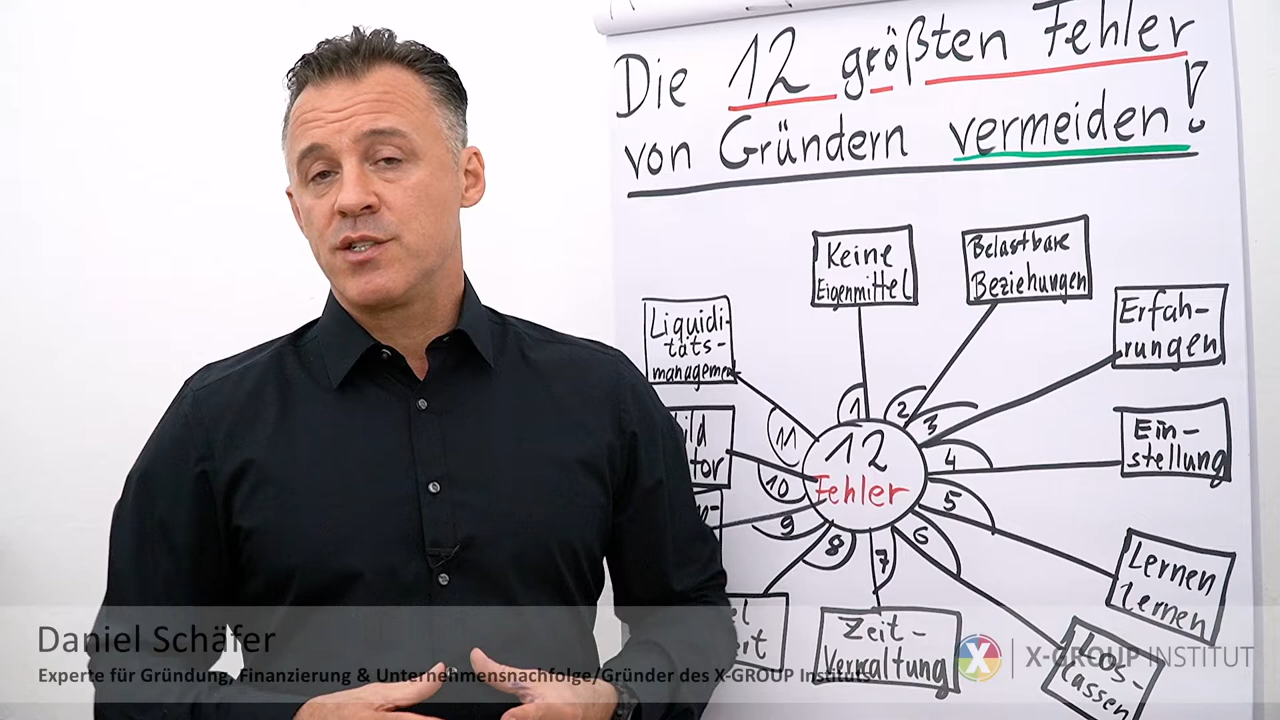 Die 12 größten Fehler
von Gründern vermeiden!
Keine
Eigenmittel
Belastbare
Beziehungen
Erfah-
rungen
Ein-
stellung
Lernen
Lernen
Los-
Lassen
Zeit-
Verwaltung
Liquidi-
täts-
management
1
2
3
4
5
6
7
8
9
10
11
12
Fehler
Daniel Schäfer
Experte für Gründung, Finanzierung & Unternehmensnachfolge/Gründer des X-GROUP Instituts
X-GROUP INSTITUT